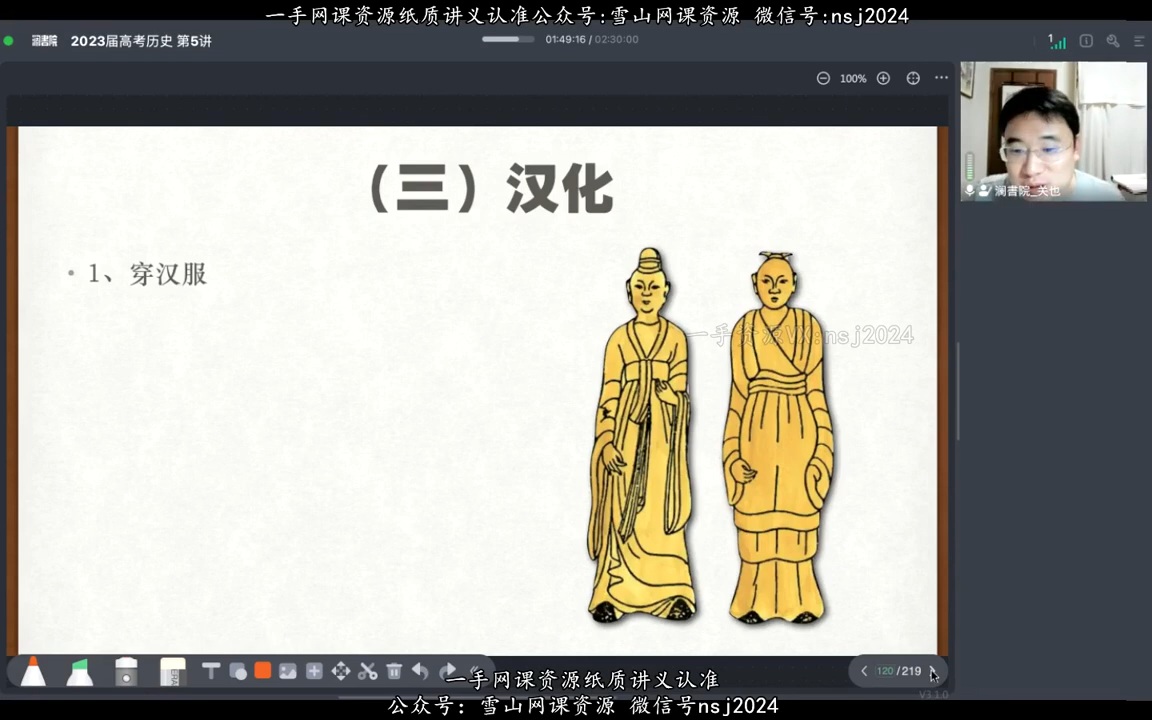 一手网课资源纸质讲义认准公众号:雪山网课资源 微信号:nsj2024
2023届高考历史 第5讲
01:49:16 / 02:30:00
1
100%
澜書院_关也
（三）汉化
• 1、穿汉服
一手资源VX:nsj2024
120 /219
V3.1.0
一手网课资源纸质讲义认准
公众号：雪山网课资源 微信号nsj2024